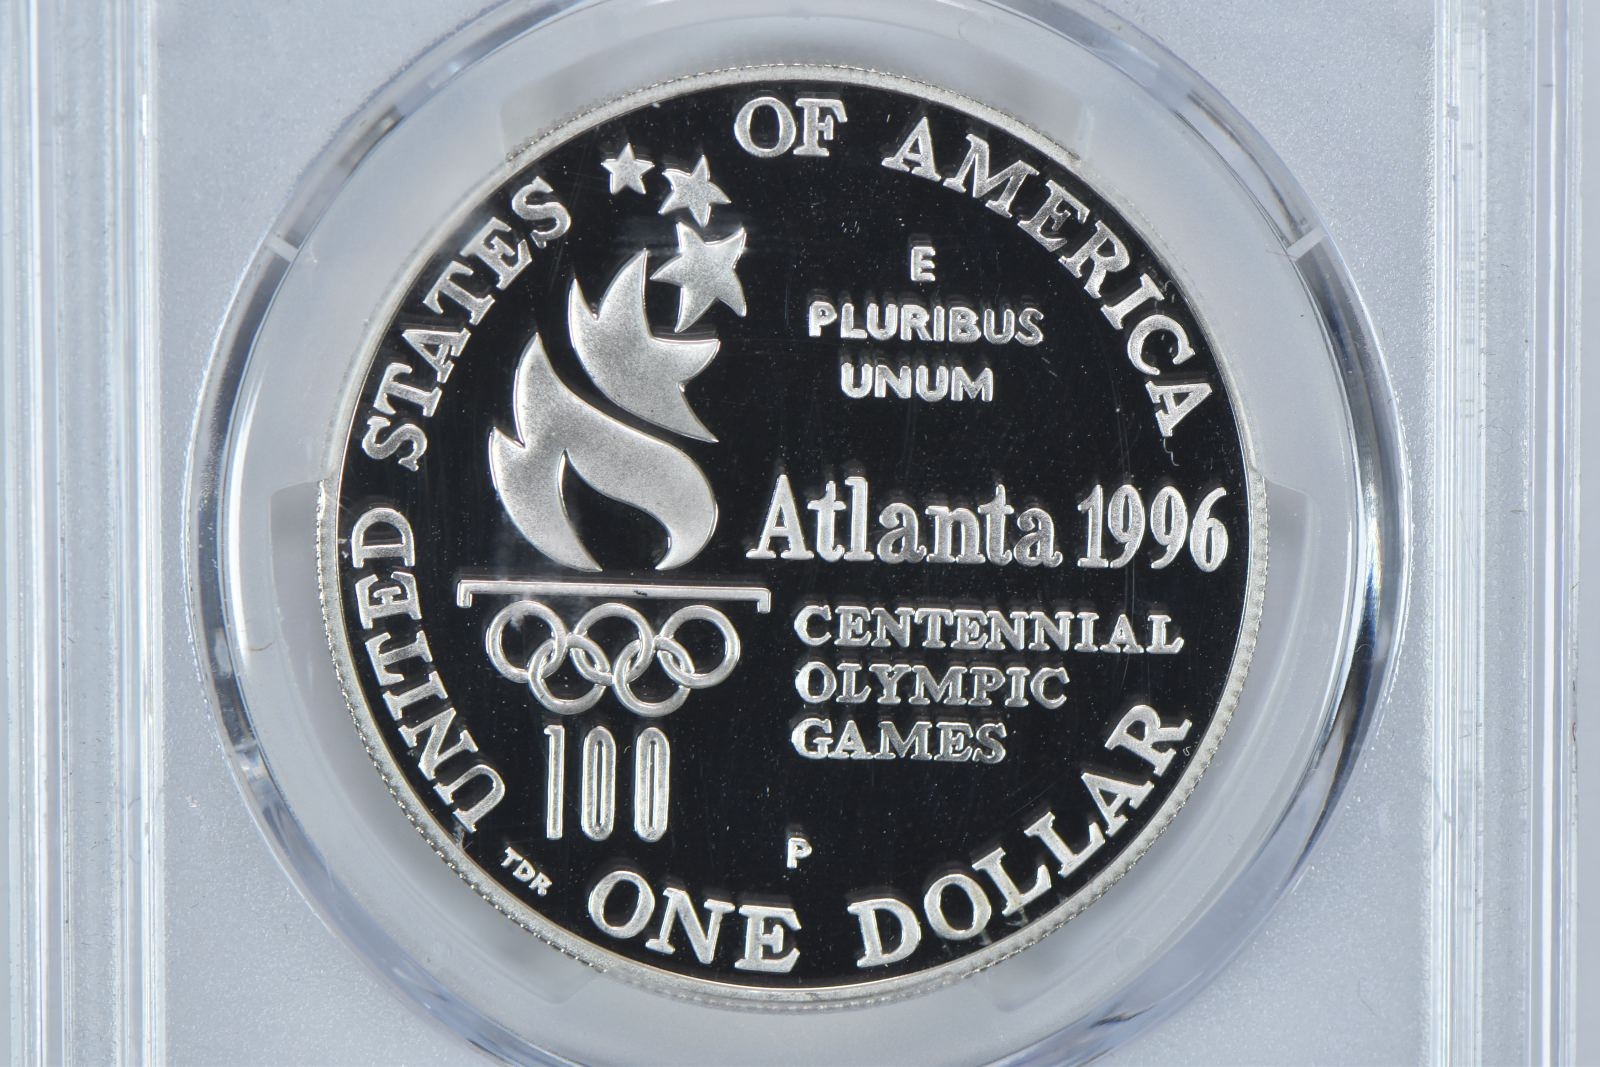 UNITED STATES OF AMERICA
E
PLURIBUS
UNUM
Atlanta 1996
CENTENNIAL
OLYMPIC
GAMES
100
P
TDR
ONE DOLLAR